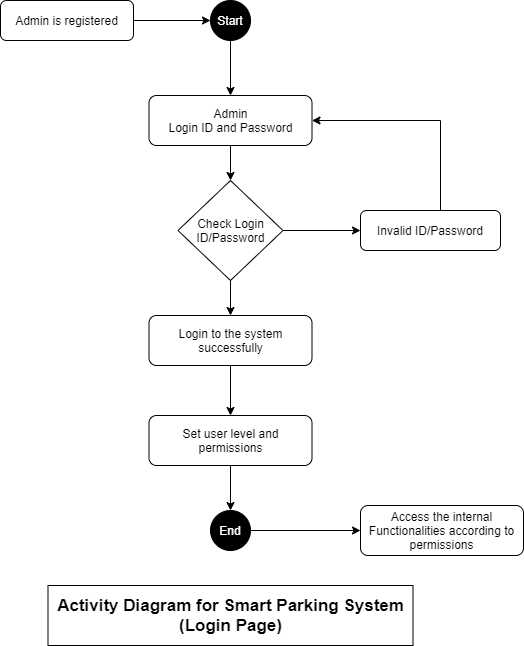 Admin is registered
Start
Admin
Login ID and Password
Check Login
ID/Password
Invalid ID/Password
Login to the system
successfully
Set user level and
permissions
End
Access the internal
Functionalities according to
permissions
Activity Diagram for Smart Parking System
(Login Page)